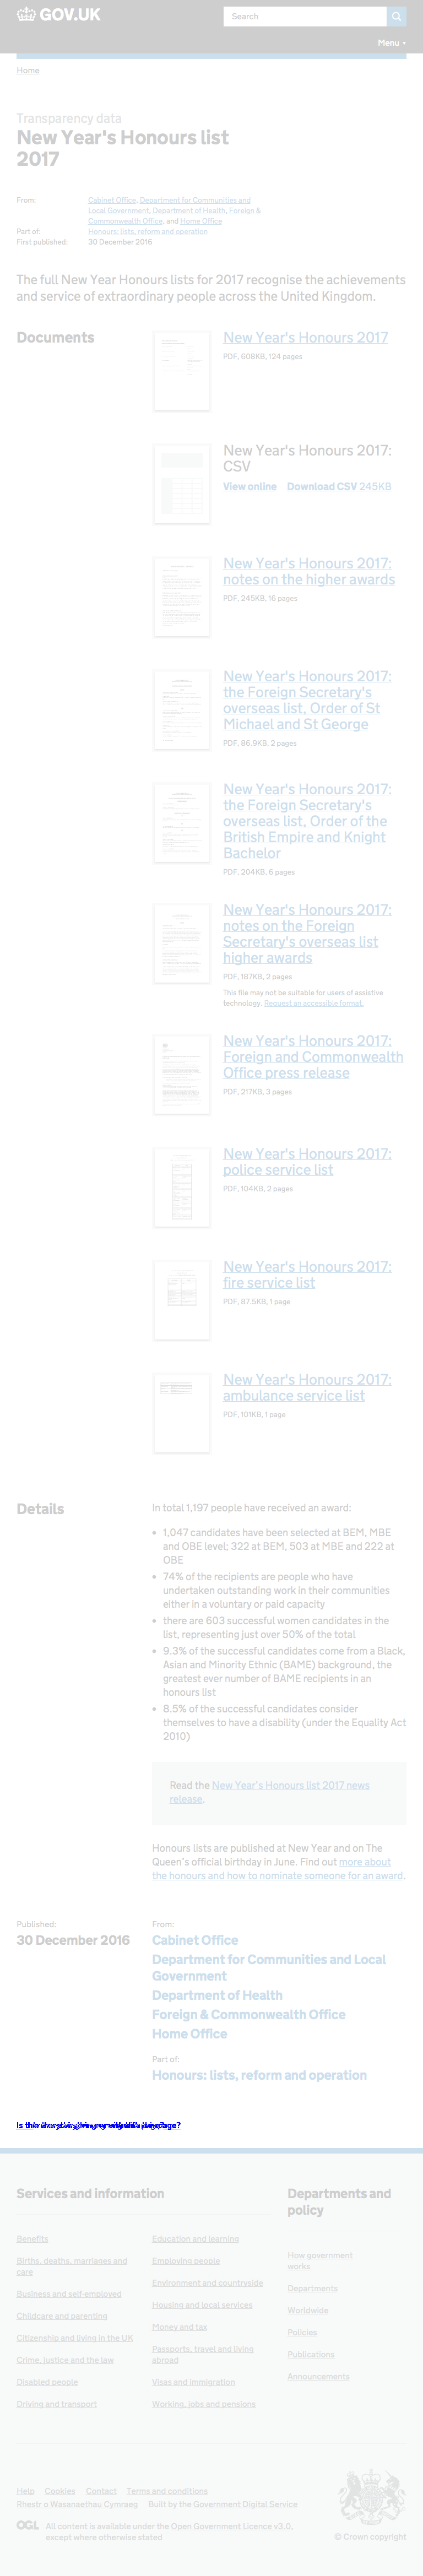 GOV.UK
Search
Menu
Home
Transparency data
New Year's Honours list
2017
From:
Cabinet Office, Department for Communities and
Local Government, Department of Health, Foreign &
Commonwealth Office, and Home Office
Part of:
Honours: lists, reform and operation
First published:
30 December 2016
The full New Year Honours lists for 2017 recognise the achievements
and service of extraordinary people across the United Kingdom.
Documents
New Year's Honours 2017
PDF, 608KB, 124 pages
New Year's Honours 2017:
CSV
View online Download CSV 245KB
New Year's Honours 2017:
notes on the higher awards
PDF, 245KB, 16 pages
New Year's Honours 2017:
the Foreign Secretary's
overseas list, Order of St
Michael and St George
PDF, 86.9KB, 2 pages
New Year's Honours 2017:
the Foreign Secretary's
overseas list, Order of the
British Empire and Knight
Bachelor
PDF, 204KB, 6 pages
New Year's Honours 2017:
notes on the Foreign
Secretary's overseas list
higher awards
PDF, 187KB, 2 pages
This file may not be suitable for users of assistive
technology. Request an accessible format.
New Year's Honours 2017:
Foreign and Commonwealth
Office press release
PDF, 217KB, 3 pages
New Year's Honours 2017:
police service list
PDF, 104KB, 2 pages
New Year's Honours 2017:
fire service list
PDF, 87.5KB, 1 page
New Year's Honours 2017:
ambulance service list
PDF, 101KB, 1 page
Details
In total 1,197 people have received an award:
1,047 candidates have been selected at BEM, MBE
and OBE level; 322 at BEM, 503 at MBE and 222 at
OBE
74% of the recipients are people who have
undertaken outstanding work in their communities
either in a voluntary or paid capacity
there are 603 successful women candidates in the
list, representing just over 50% of the total
9.3% of the successful candidates come from a Black,
Asian and Minority Ethnic (BAME) background, the
greatest ever number of BAME recipients in an
honours list
8.5% of the successful candidates consider
themselves to have a disability (under the Equality Act
2010)
Read the New Year's Honours list 2017 news
release.
Honours lists are published at New Year and on The
Queen's official birthday in June. Find out more about
the honours and how to nominate someone for an award.
Published:
30 December 2016
From:
Cabinet Office
Department for Communities and Local
Government
Department of Health
Foreign & Commonwealth Office
Home Office
Part of:
Honours: lists, reform and operation
Is th page?
Services and information
Benefits
Births, deaths, marriages and
care
Business and self-employed
Childcare and parenting
Citizenship and living in the UK
Crime, justice and the law
Disabled people
Driving and transport
Education and learning
Employing people
Environment and countryside
Housing and local services
Money and tax
Passports, travel and living
abroad
Visas and immigration
Working, jobs and pensions
Departments and
policy
How government
works
Departments
Worldwide
Policies
Publications
Announcements
Help Cookies Contact Terms and conditions
Rhestr o Wasanaethau Cymraeg Built by the Government Digital Service
OGL All content is available under the Open Government Licence v3.0,
except where otherwise stated
© Crown copyright